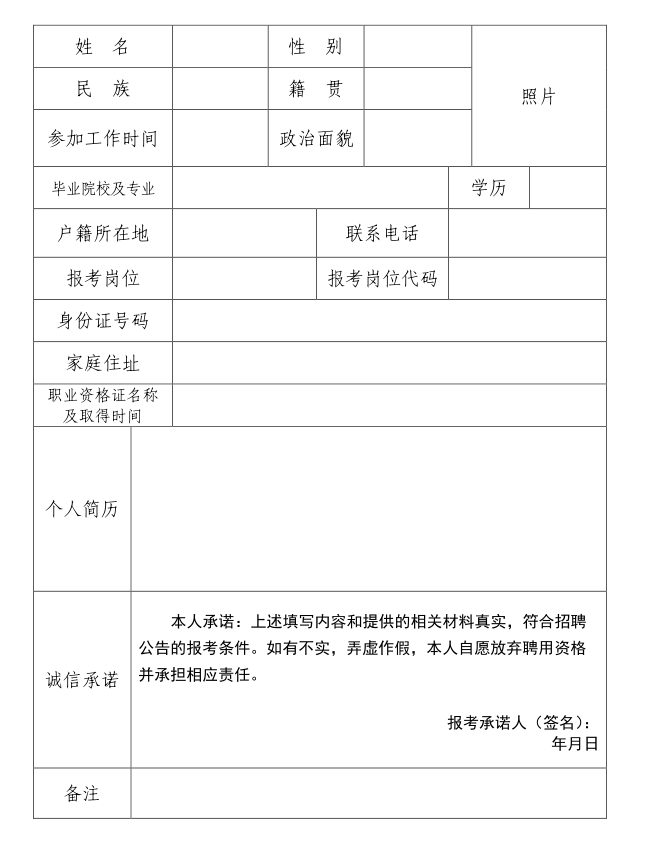 姓　名
性　别
照片
民　族
籍　贯
参加工作时间
政治面貌
毕业院校及专业
学历
户籍所在地
联系电话
报考岗位
报考岗位代码
身份证号码
家庭住址
职业资格证名称
及取得时间
个人简历
诚信承诺
本人承诺：上述填写内容和提供的相关材料真实，符合招聘
公告的报考条件。如有不实，弄虚作假，本人自愿放弃聘用资格
并承担相应责任。
报考承诺人（签名）：
年月日
备注